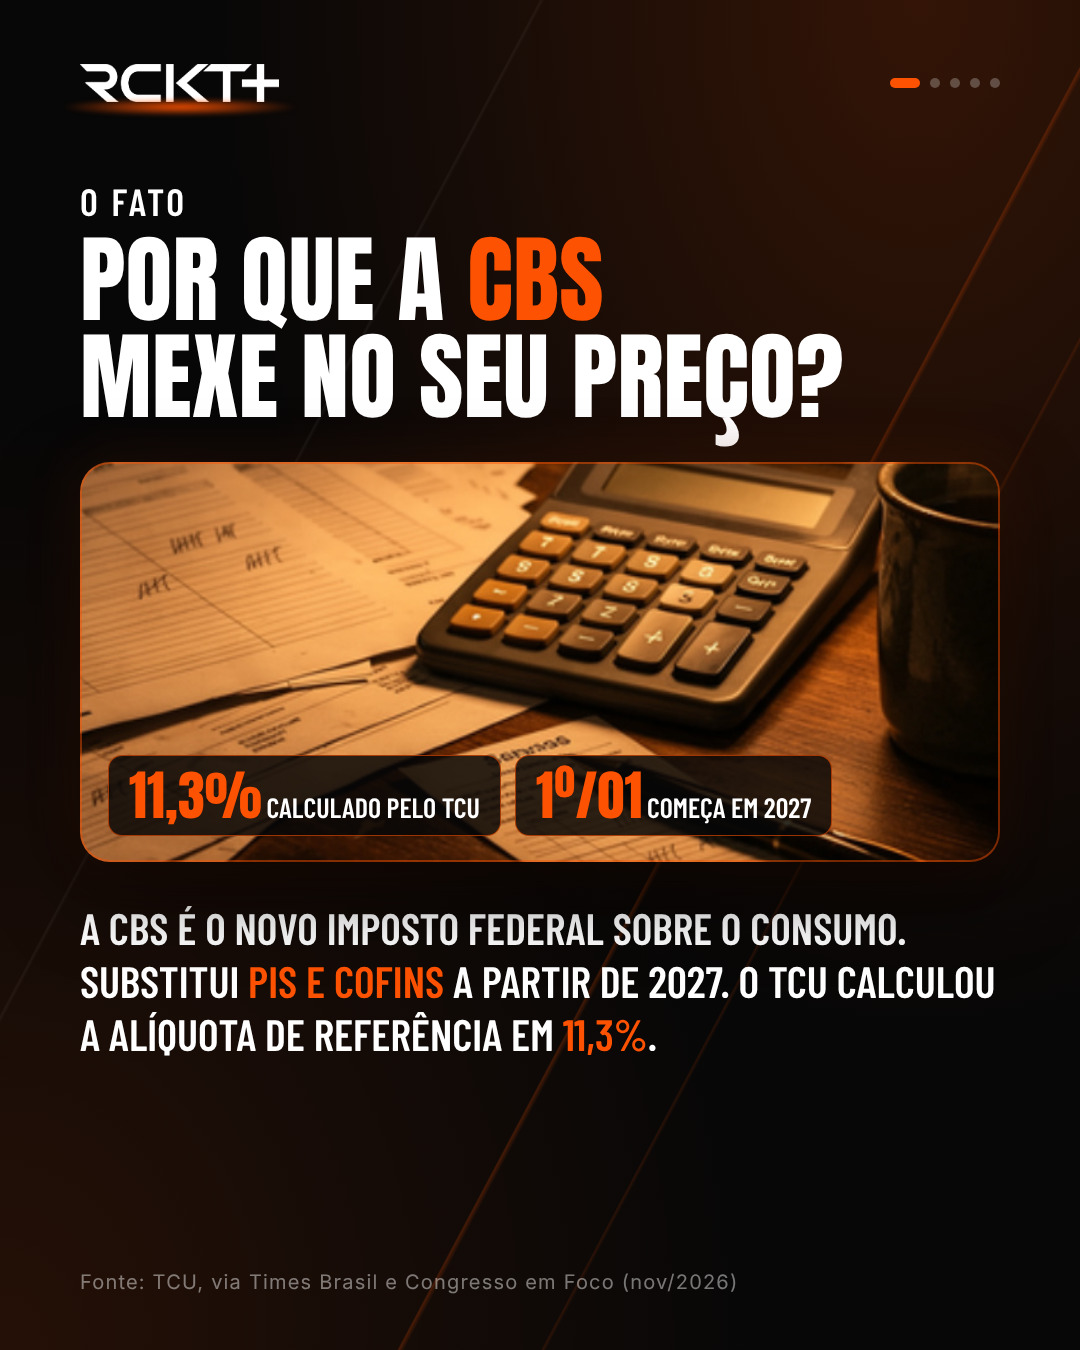 RCKT+
O FATO
POR QUE A CBS
MEXE NO SEU PREÇO?
11,3% CALCULADO PELO TCU
1º/01 COMEÇA EM 2027
A CBS É O NOVO IMPOSTO FEDERAL SOBRE O CONSUMO.
SUBSTITUI PIS E COFINS A PARTIR DE 2027. O TCU CALCULOU
A ALÍQUOTA DE REFERÊNCIA EM 11,3%.
Fonte: TCU, via Times Brasil e Congresso em Foco (nov/2026)